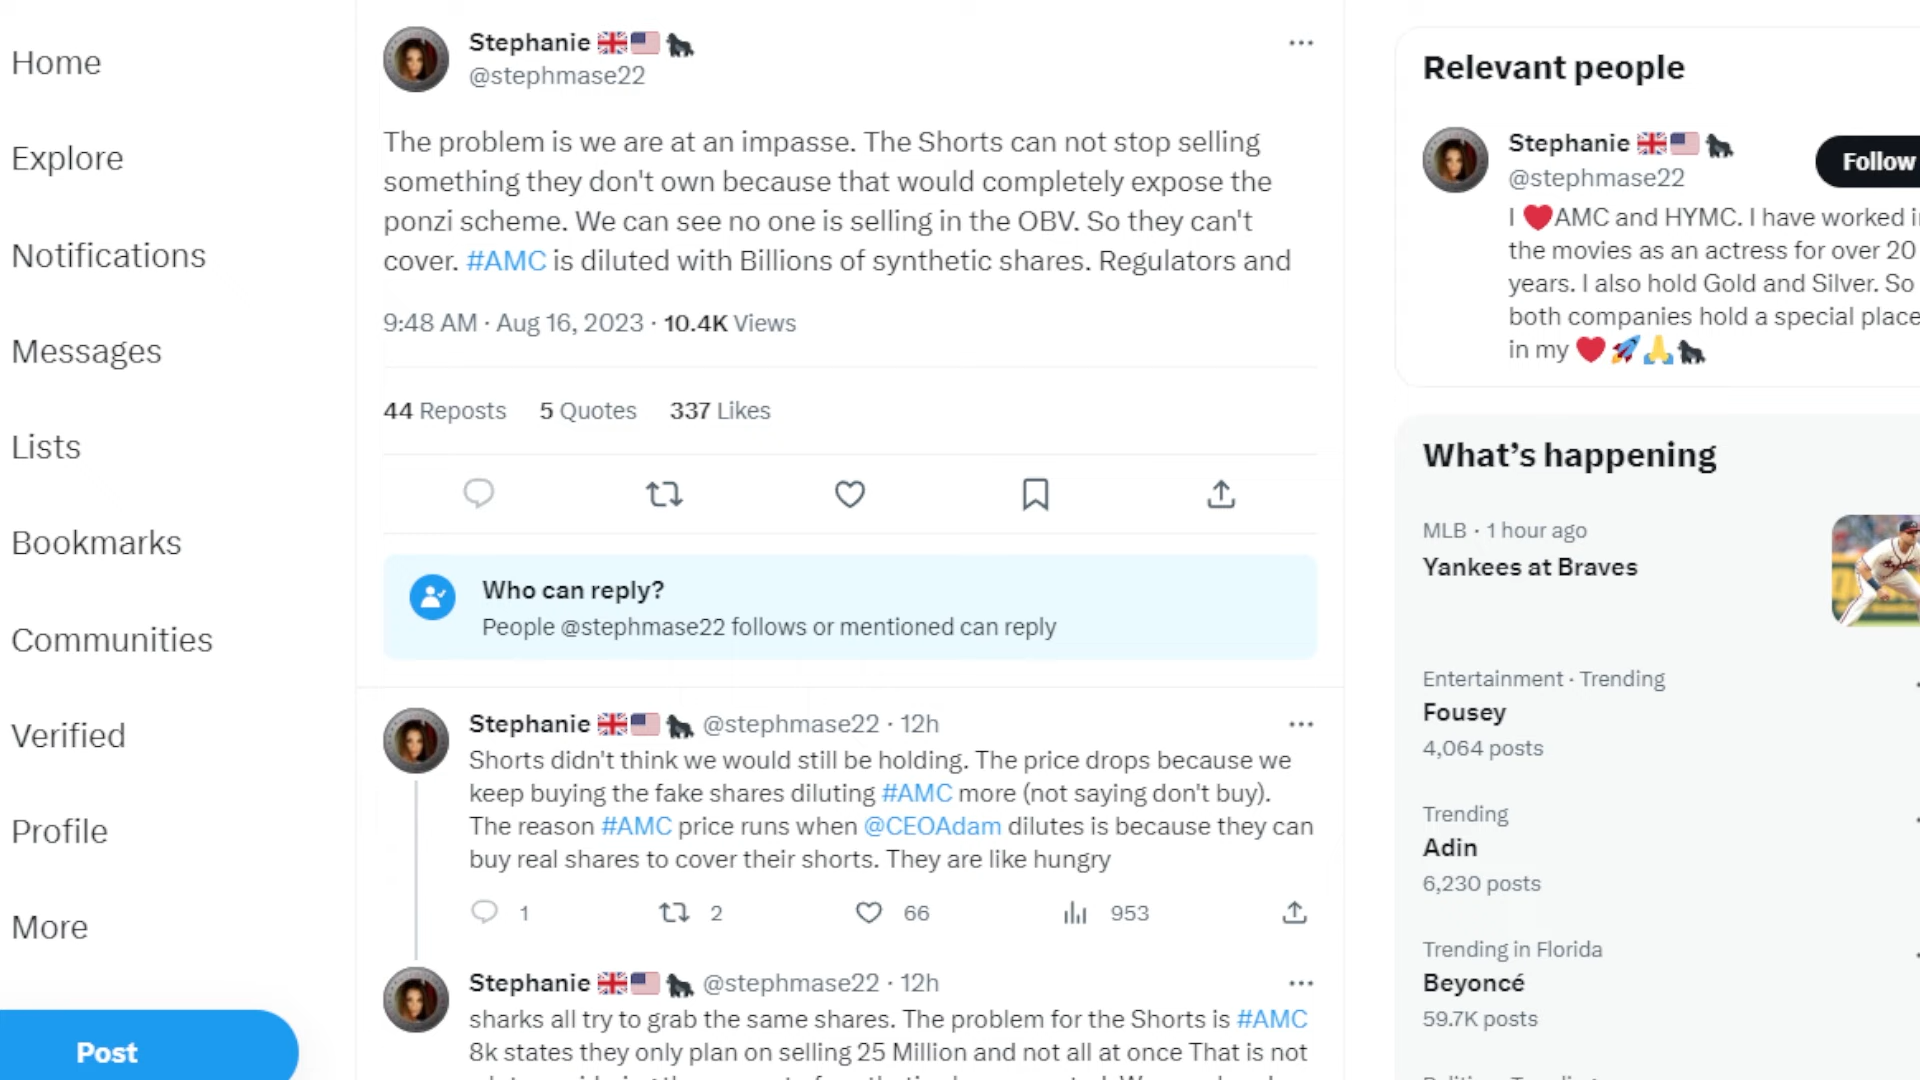 Home
Explore
Notifications
Messages
Lists
Bookmarks
Communities
Verified
Profile
More
Post
Stephanie
@stephmase22
The problem is we are at an impasse. The Shorts can not stop selling
something they don't own because that would completely expose the
ponzi scheme. We can see no one is selling in the OBV. So they can't
cover. #AMC is diluted with Billions of synthetic shares. Regulators and
9:48 AM · Aug 16, 2023 · 10.4K Views
44 Reposts 5 Quotes 337 Likes
Who can reply?
People @stephmase22 follows or mentioned can reply
Stephanie @stephmase22 · 12h
Shorts didn't think we would still be holding. The price drops because we
keep buying the fake shares diluting #AMC more (not saying don't buy).
The reason #AMC price runs when @CEOAdam dilutes is because they can
buy real shares to cover their shorts. They are like hungry
1 2 66 953
Stephanie @stephmase22 · 12h
sharks all try to grab the same shares. The problem for the Shorts is #AMC
8k states they only plan on selling 25 Million and not all at once That is not
Relevant people
Stephanie
@stephmase22
Follow
I ❤️AMC and HYMC. I have worked in
the movies as an actress for over 20
years. I also hold Gold and Silver. So
both companies hold a special place
in my ❤️🚀🙏🦍
What's happening
MLB · 1 hour ago
Yankees at Braves
Entertainment · Trending
Fousey
4,064 posts
Trending
Adin
6,230 posts
Trending in Florida
Beyoncé
59.7K posts